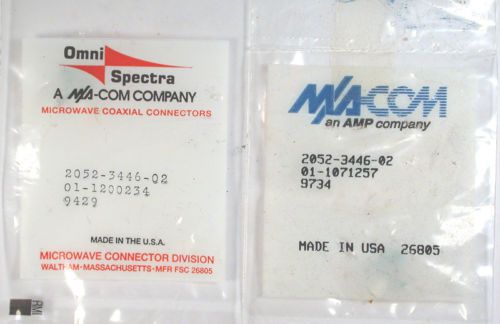 Omni
Spectra
A M/A-COM COMPANY
MICROWAVE COAXIAL CONNECTORS
2052-3446-02
01-1200234
9429
MADE IN THE U.S.A.
MICROWAVE CONNECTOR DIVISION
WALTHAM-MASSACHUSETTS-MFR FSC 26805
RM
M/A-COM
an AMP company
2052-3446-02
01-1071257
9734
MADE IN USA 26805